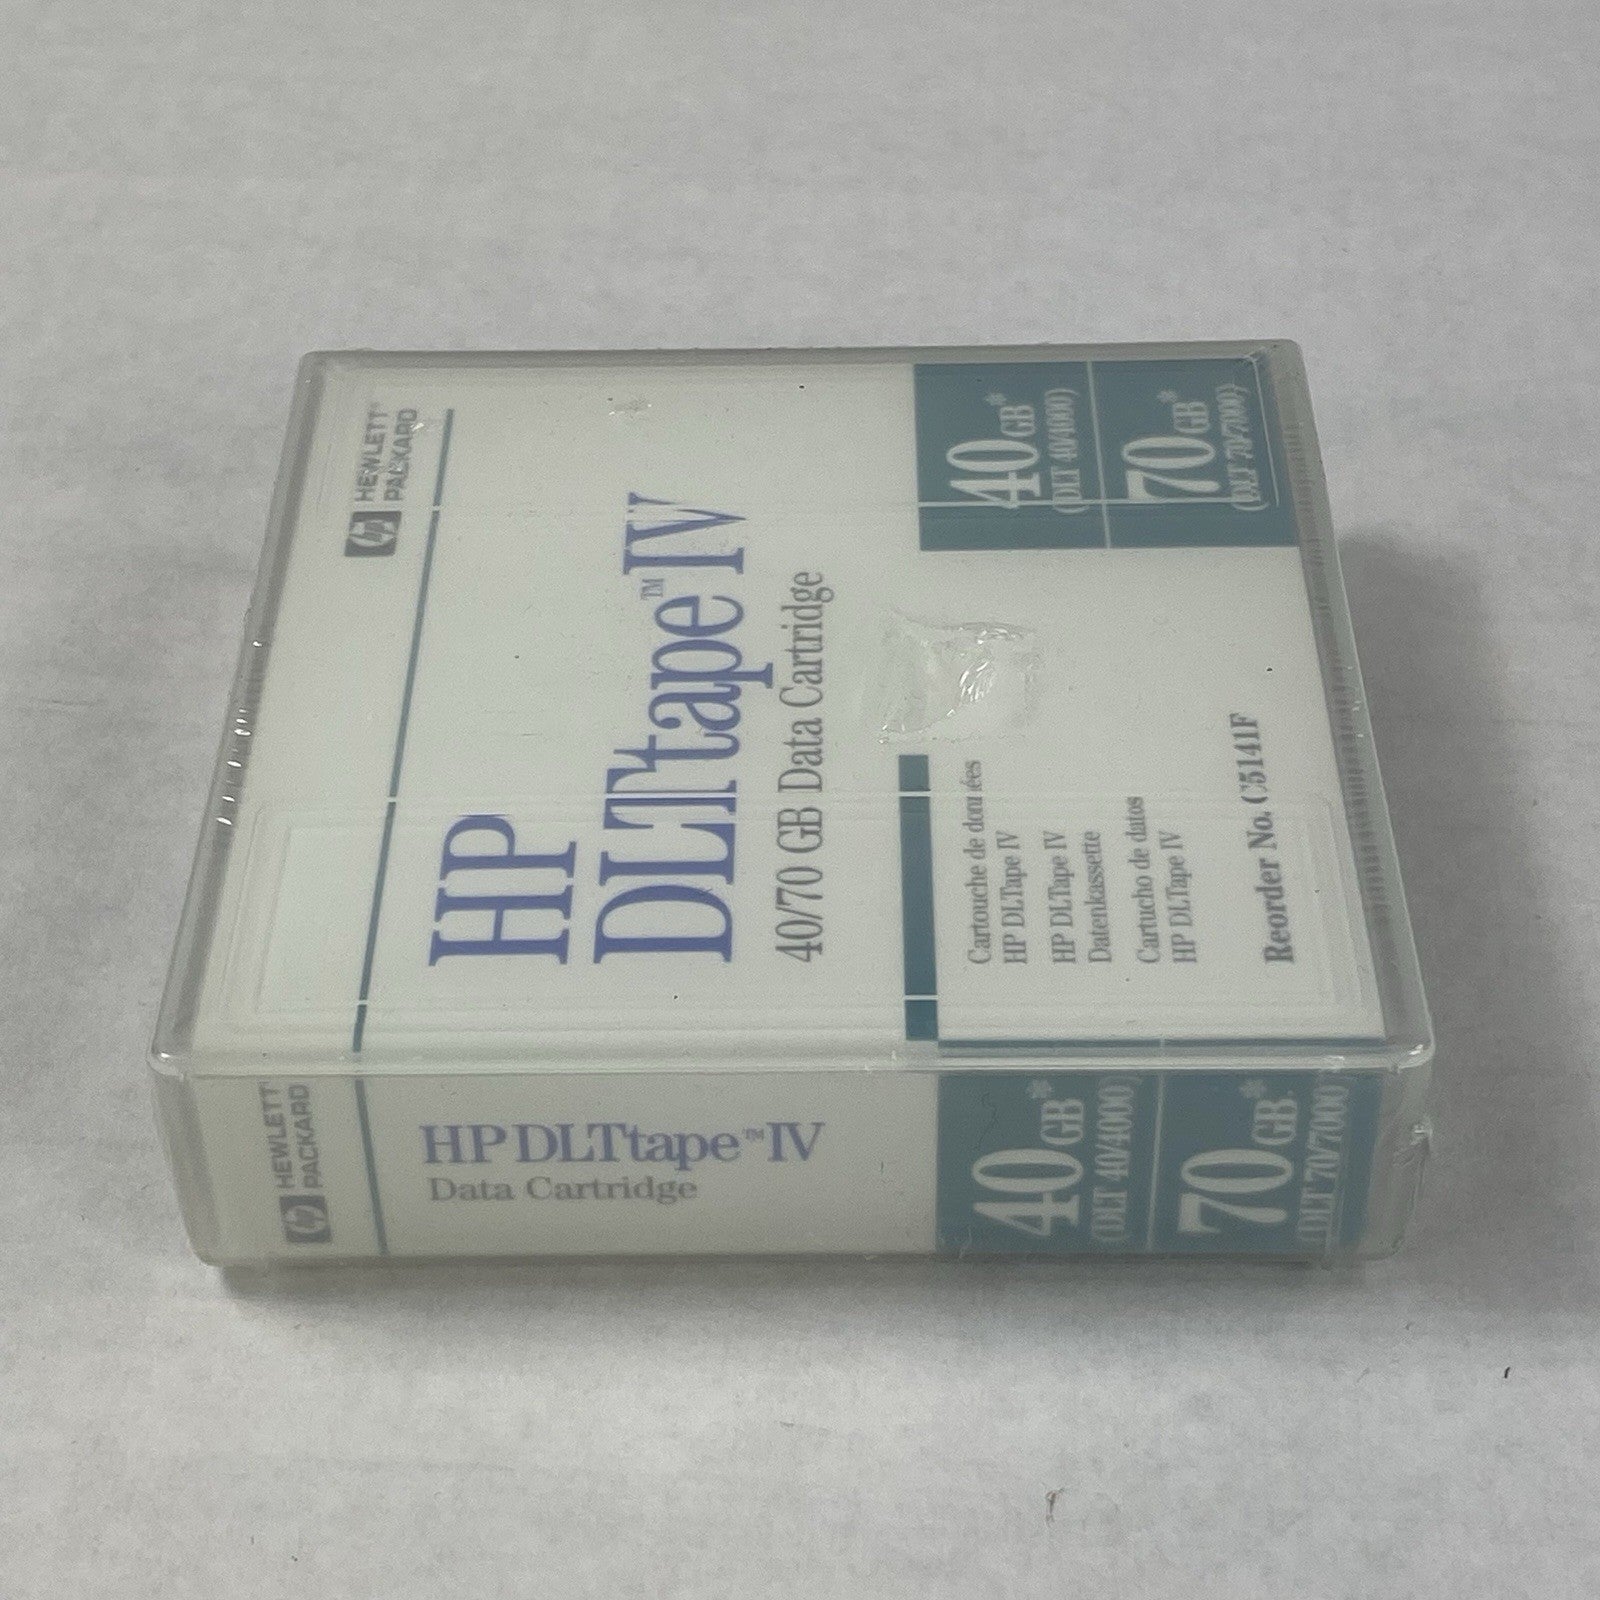 hp HEWLETT
PACKARD
HP
DLTtape™ IV
40/70 GB Data Cartridge
Cartouche de données
HP DLTape IV
HP DLTape IV
Datenkassette
Cartucho de datos
HP DLTape IV
Reorder No. C5141F
40GB*
(DLT 40/4000)
70GB*
(DLT 70/7000)
hp HEWLETT
PACKARD
HP DLTtape™ IV
Data Cartridge
40GB*
(DLT 40/4000)
70GB*
(DLT 70/7000)